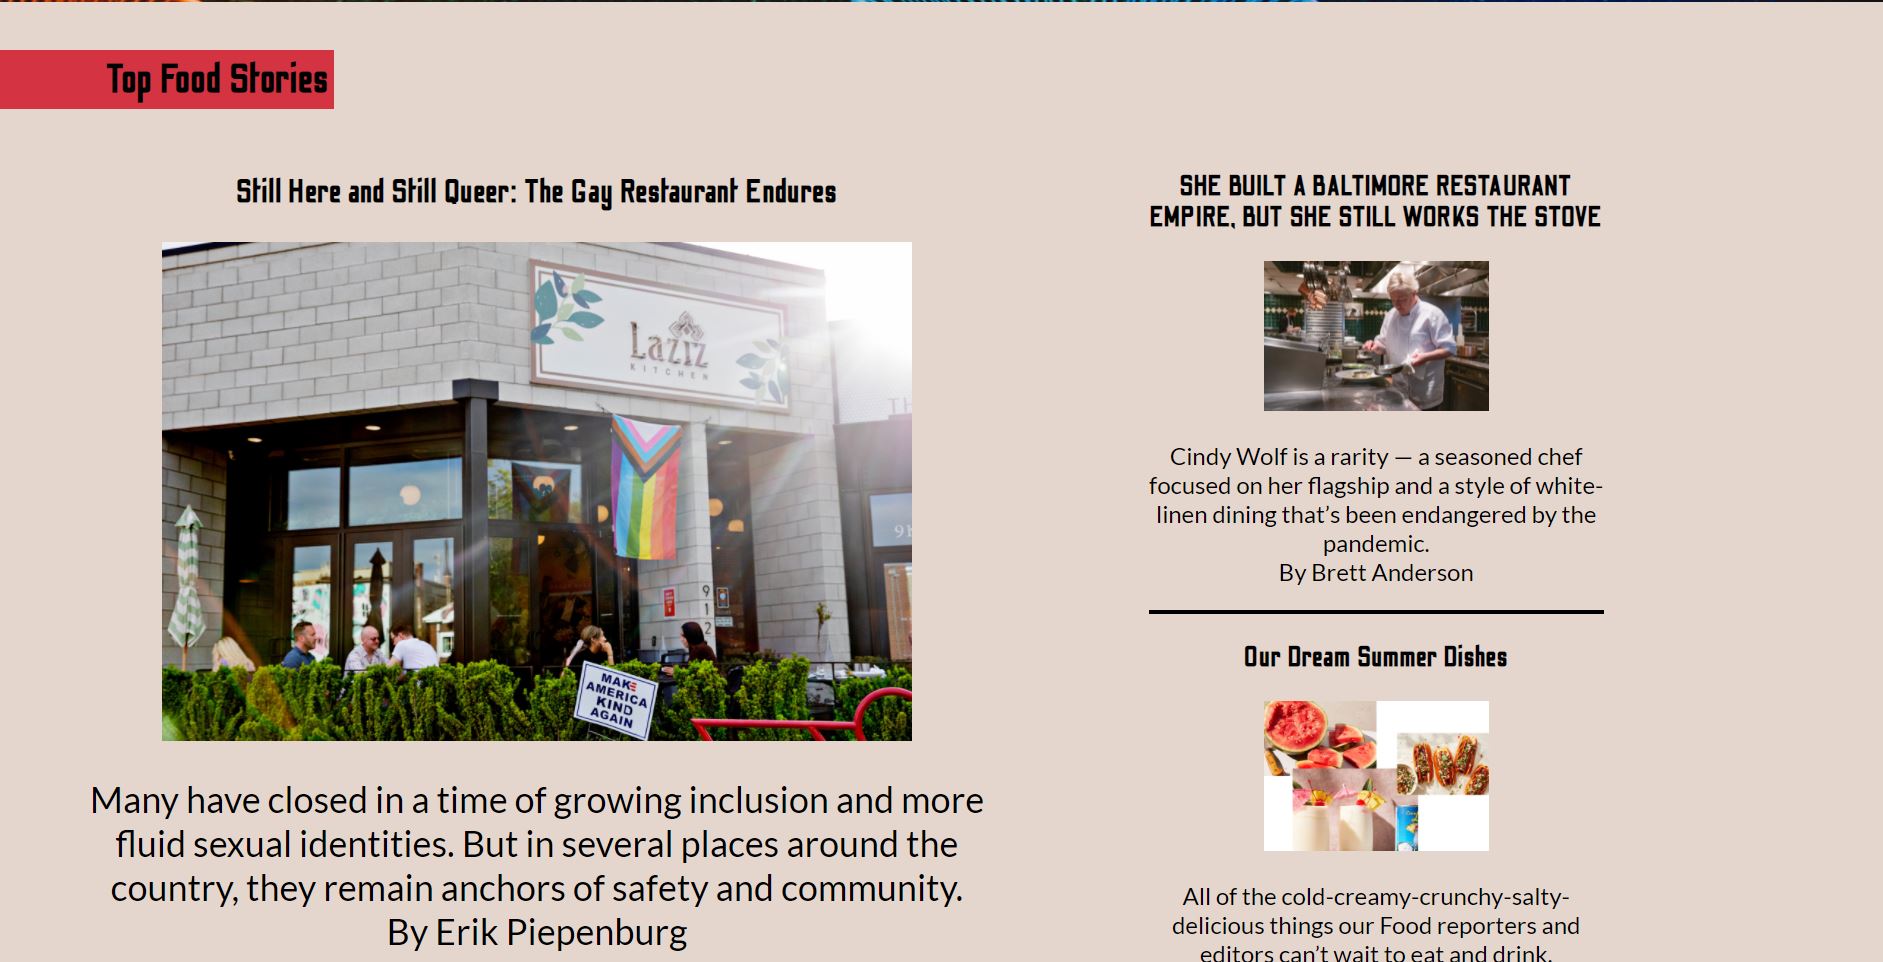 Top Food Stories
Still Here and Still Queer: The Gay Restaurant Endures
Laziz
KITCHEN
912
MAKE
AMERICA
KIND
AGAIN
Many have closed in a time of growing inclusion and more
fluid sexual identities. But in several places around the
country, they remain anchors of safety and community.
By Erik Piepenburg
SHE BUILT A BALTIMORE RESTAURANT
EMPIRE, BUT SHE STILL WORKS THE STOVE
Cindy Wolf is a rarity — a seasoned chef
focused on her flagship and a style of white-
linen dining that’s been endangered by the
pandemic.
By Brett Anderson
Our Dream Summer Dishes
All of the cold-creamy-crunchy-salty-
delicious things our Food reporters and
editors can’t wait to eat and drink.